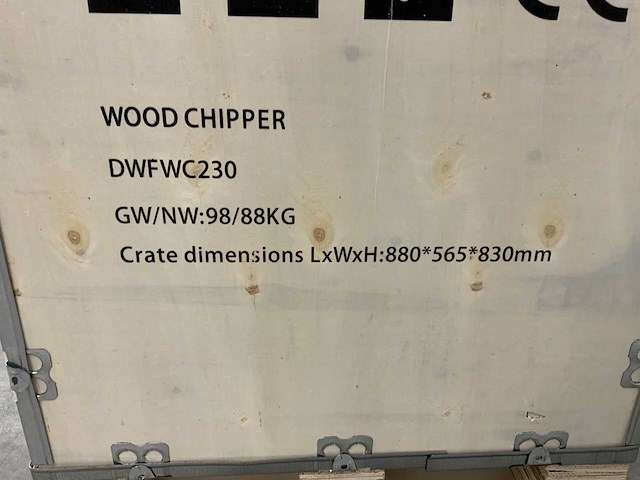 WOOD CHIPPER
DWFWC230
GW/NW:98/88KG
Crate dimensions LxWxH:880*565*830mm